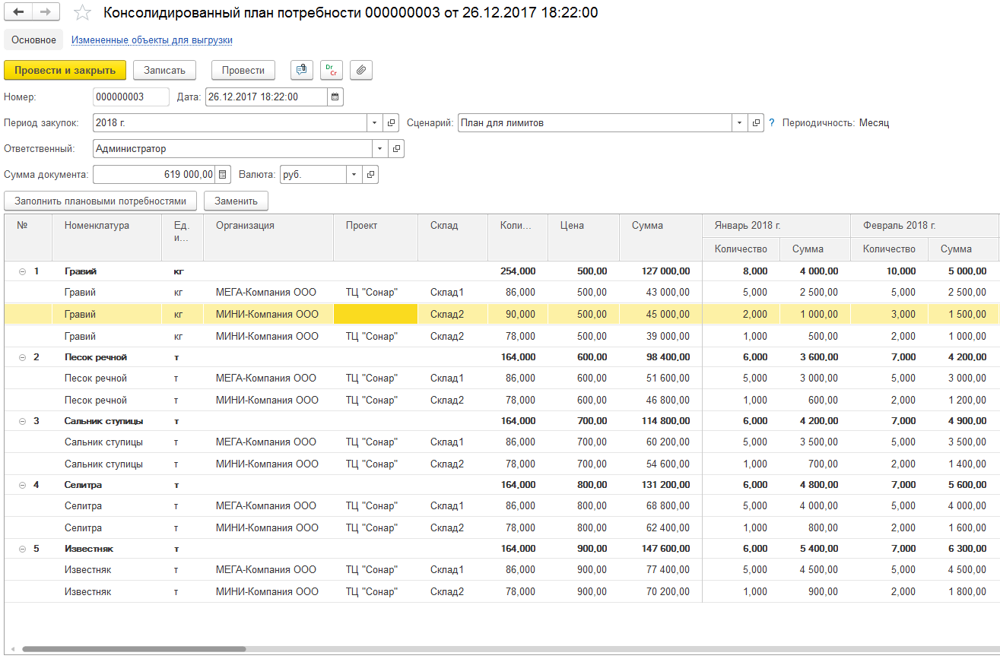 Консолидированный план потребности 000000003 от 26.12.2017 18:22:00
Основное Измененные объекты для выгрузки
Провести и закрыть Записать Провести Dr Cr
Номер: 000000003 Дата: 26.12.2017 18:22:00
Период закупок: 2018 г. Сценарий: План для лимитов ? Периодичность: Месяц
Ответственный: Администратор
Сумма документа: 619 000,00 Валюта: руб.
Заполнить плановыми потребностями Заменить
№ Номенклатура Ед. и... Организация Проект Склад Коли... Цена Сумма Январь 2018 г. Февраль 2018 г.
Количество Сумма Количество Сумма
1 Гравий кг 254,000 500,00 127 000,00 8,000 4 000,00 10,000 5 000,00
Гравий кг МЕГА-Компания ООО ТЦ "Сонар" Склад1 86,000 500,00 43 000,00 5,000 2 500,00 5,000 2 500,00
Гравий кг МИНИ-Компания ООО Склад2 90,000 500,00 45 000,00 2,000 1 000,00 3,000 1 500,00
Гравий кг МИНИ-Компания ООО ТЦ "Сонар" Склад2 78,000 500,00 39 000,00 1,000 500,00 2,000 1 000,00
2 Песок речной т 164,000 600,00 98 400,00 6,000 3 600,00 7,000 4 200,00
Песок речной т МЕГА-Компания ООО ТЦ "Сонар" Склад1 86,000 600,00 51 600,00 5,000 3 000,00 5,000 3 000,00
Песок речной т МИНИ-Компания ООО ТЦ "Сонар" Склад2 78,000 600,00 46 800,00 1,000 600,00 2,000 1 200,00
3 Сальник ступицы т 164,000 700,00 114 800,00 6,000 4 200,00 7,000 4 900,00
Сальник ступицы т МЕГА-Компания ООО ТЦ "Сонар" Склад1 86,000 700,00 60 200,00 5,000 3 500,00 5,000 3 500,00
Сальник ступицы т МИНИ-Компания ООО ТЦ "Сонар" Склад2 78,000 700,00 54 600,00 1,000 700,00 2,000 1 400,00
4 Селитра т 164,000 800,00 131 200,00 6,000 4 800,00 7,000 5 600,00
Селитра т МЕГА-Компания ООО ТЦ "Сонар" Склад1 86,000 800,00 68 800,00 5,000 4 000,00 5,000 4 000,00
Селитра т МИНИ-Компания ООО ТЦ "Сонар" Склад2 78,000 800,00 62 400,00 1,000 800,00 2,000 1 600,00
5 Известняк т 164,000 900,00 147 600,00 6,000 5 400,00 7,000 6 300,00
Известняк т МЕГА-Компания ООО ТЦ "Сонар" Склад1 86,000 900,00 77 400,00 5,000 4 500,00 5,000 4 500,00
Известняк т МИНИ-Компания ООО ТЦ "Сонар" Склад2 78,000 900,00 70 200,00 1,000 900,00 2,000 1 800,00